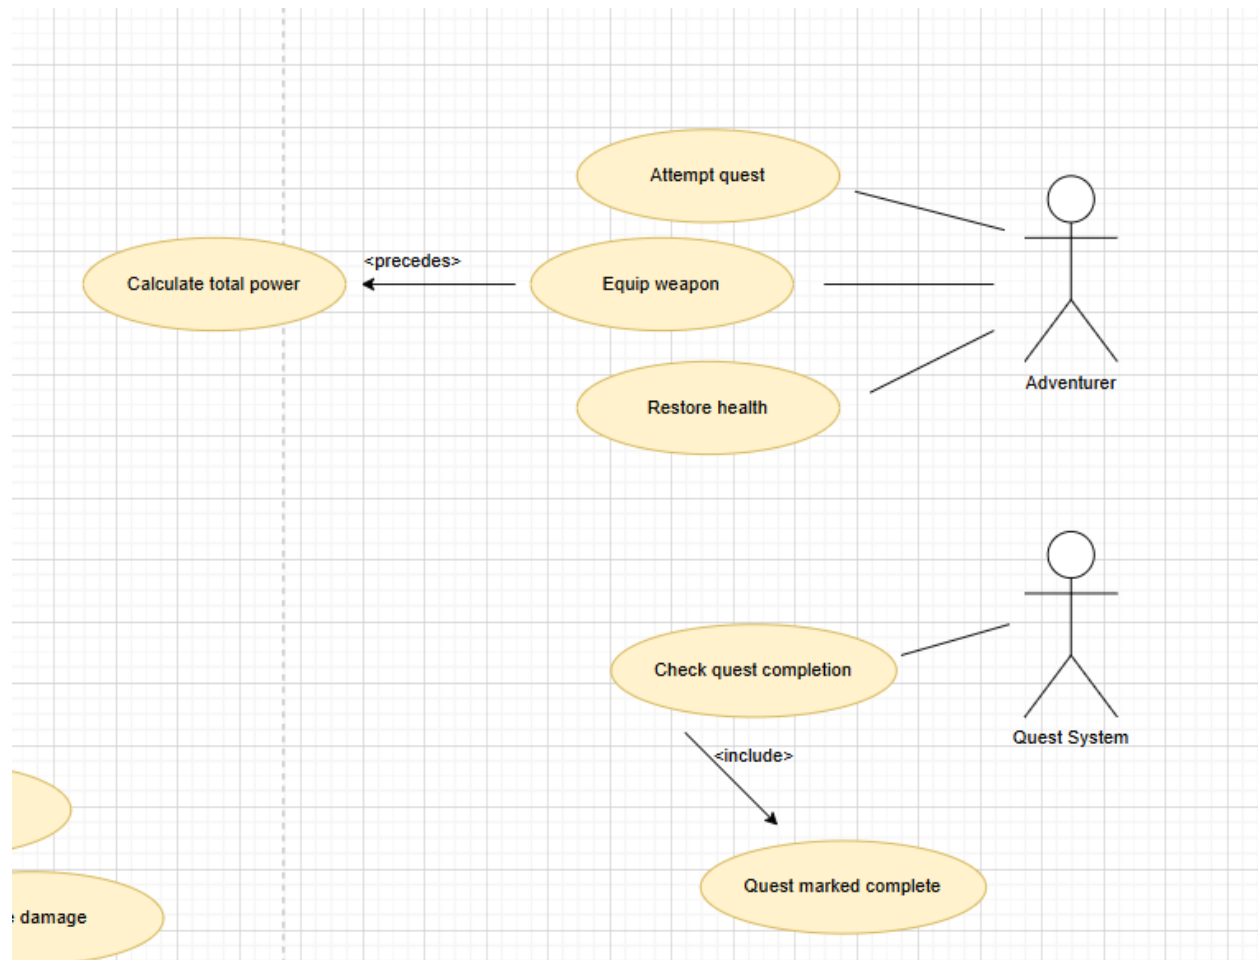 Attempt quest
<precedes>
Calculate total power
Equip weapon
Adventurer
Restore health
Check quest completion
Quest System
<include>
Quest marked complete
damage